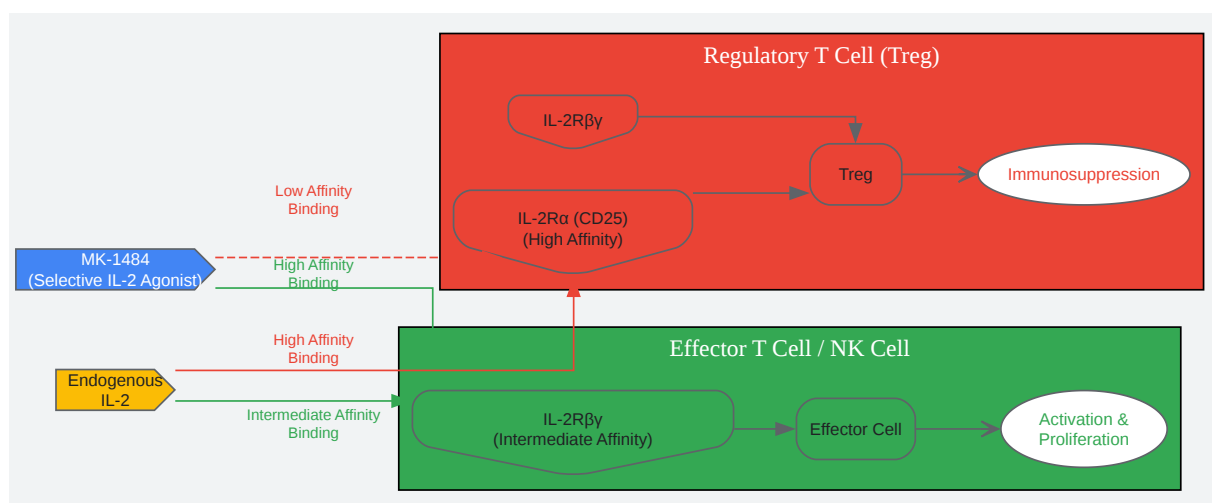 Regulatory T Cell (Treg)
IL-2Rβγ
Treg
Immunosuppression
IL-2Rα (CD25)
(High Affinity)
Low Affinity
Binding
MK-1484
(Selective IL-2 Agonist)
High Affinity
Binding
High Affinity
Binding
Endogenous
IL-2
Intermediate Affinity
Binding
Effector T Cell / NK Cell
IL-2Rβγ
(Intermediate Affinity)
Effector Cell
Activation &
Proliferation